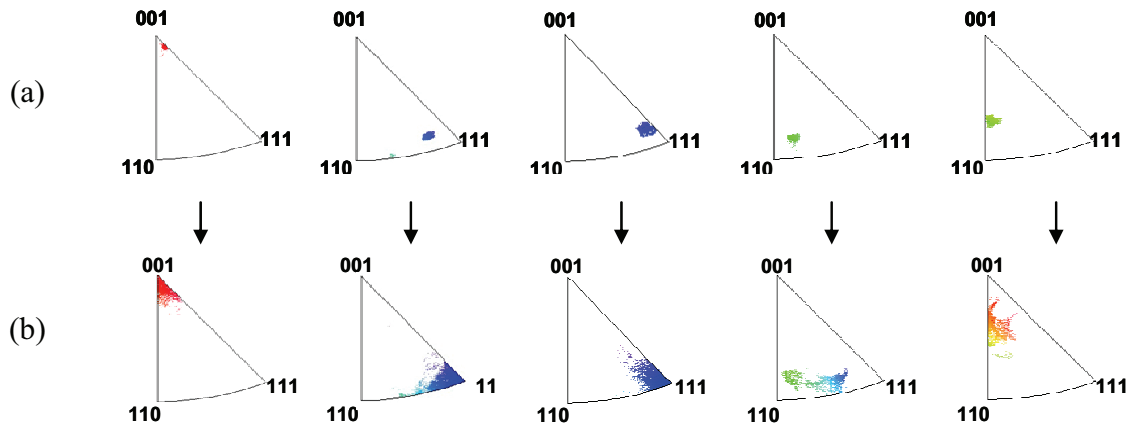 001 001 001 001 001
(a)
111 111 111 111 111
110 110 110 110 110
001 001 001 001 001
(b)
111 11 111 111 111
110 110 110 110 110